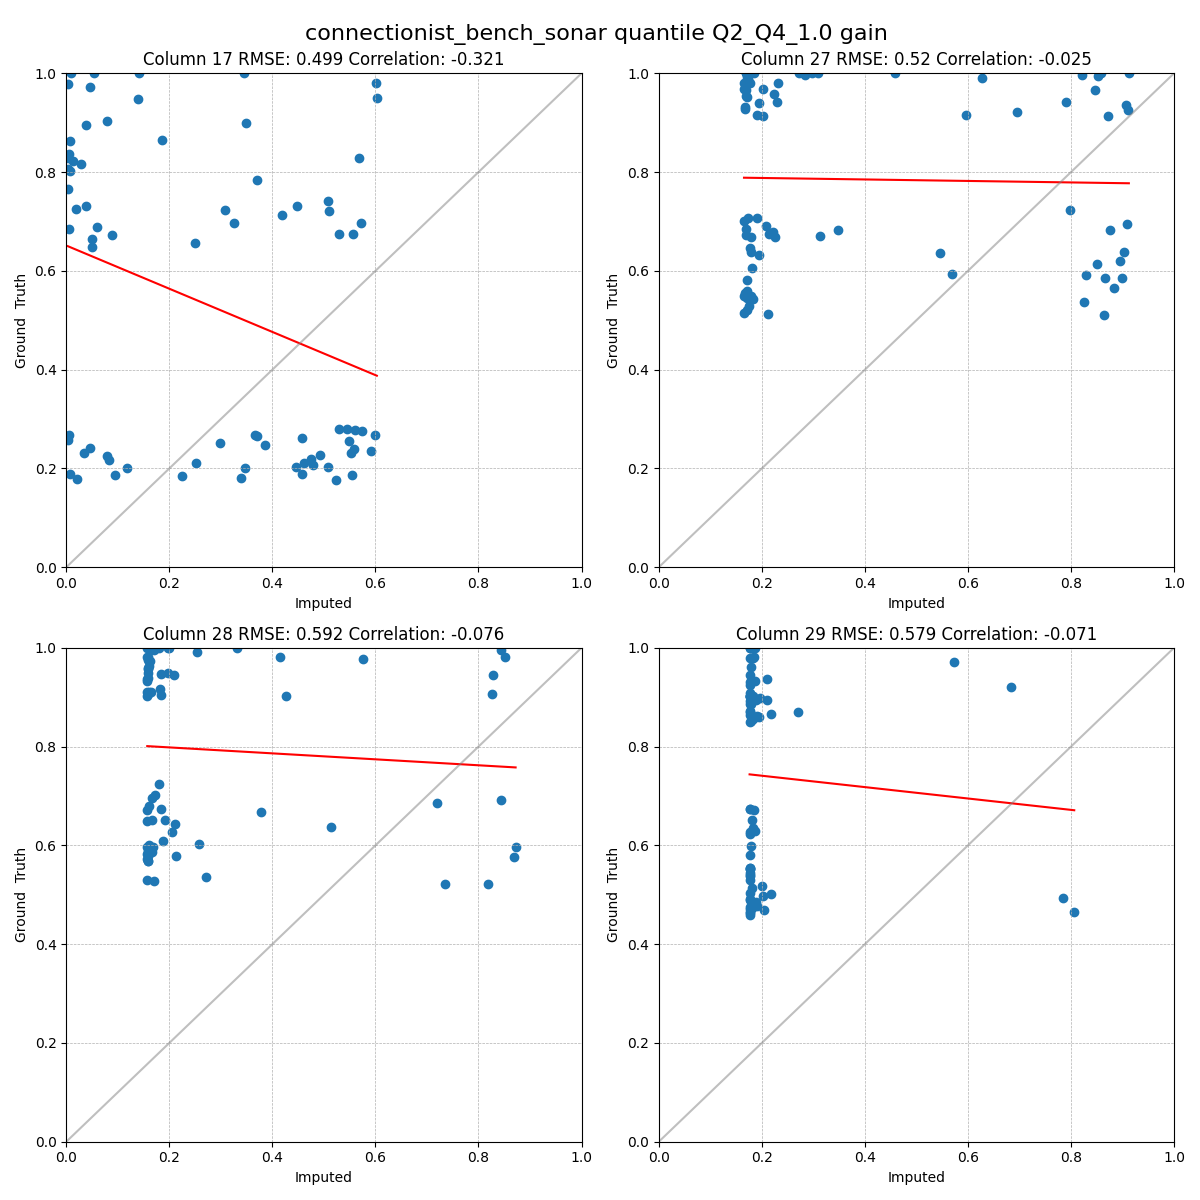 connectionist_bench_sonar quantile Q2_Q4_1.0 gain
Column 17 RMSE: 0.499 Correlation: -0.321
1.0
0.8
0.6
0.4
0.2
0.0
Ground Truth
0.0 0.2 0.4 0.6 0.8 1.0
Imputed
Column 27 RMSE: 0.52 Correlation: -0.025
1.0
0.8
0.6
0.4
0.2
0.0
Ground Truth
0.0 0.2 0.4 0.6 0.8 1.0
Imputed
Column 28 RMSE: 0.592 Correlation: -0.076
1.0
0.8
0.6
0.4
0.2
0.0
Ground Truth
0.0 0.2 0.4 0.6 0.8 1.0
Imputed
Column 29 RMSE: 0.579 Correlation: -0.071
1.0
0.8
0.6
0.4
0.2
0.0
Ground Truth
0.0 0.2 0.4 0.6 0.8 1.0
Imputed